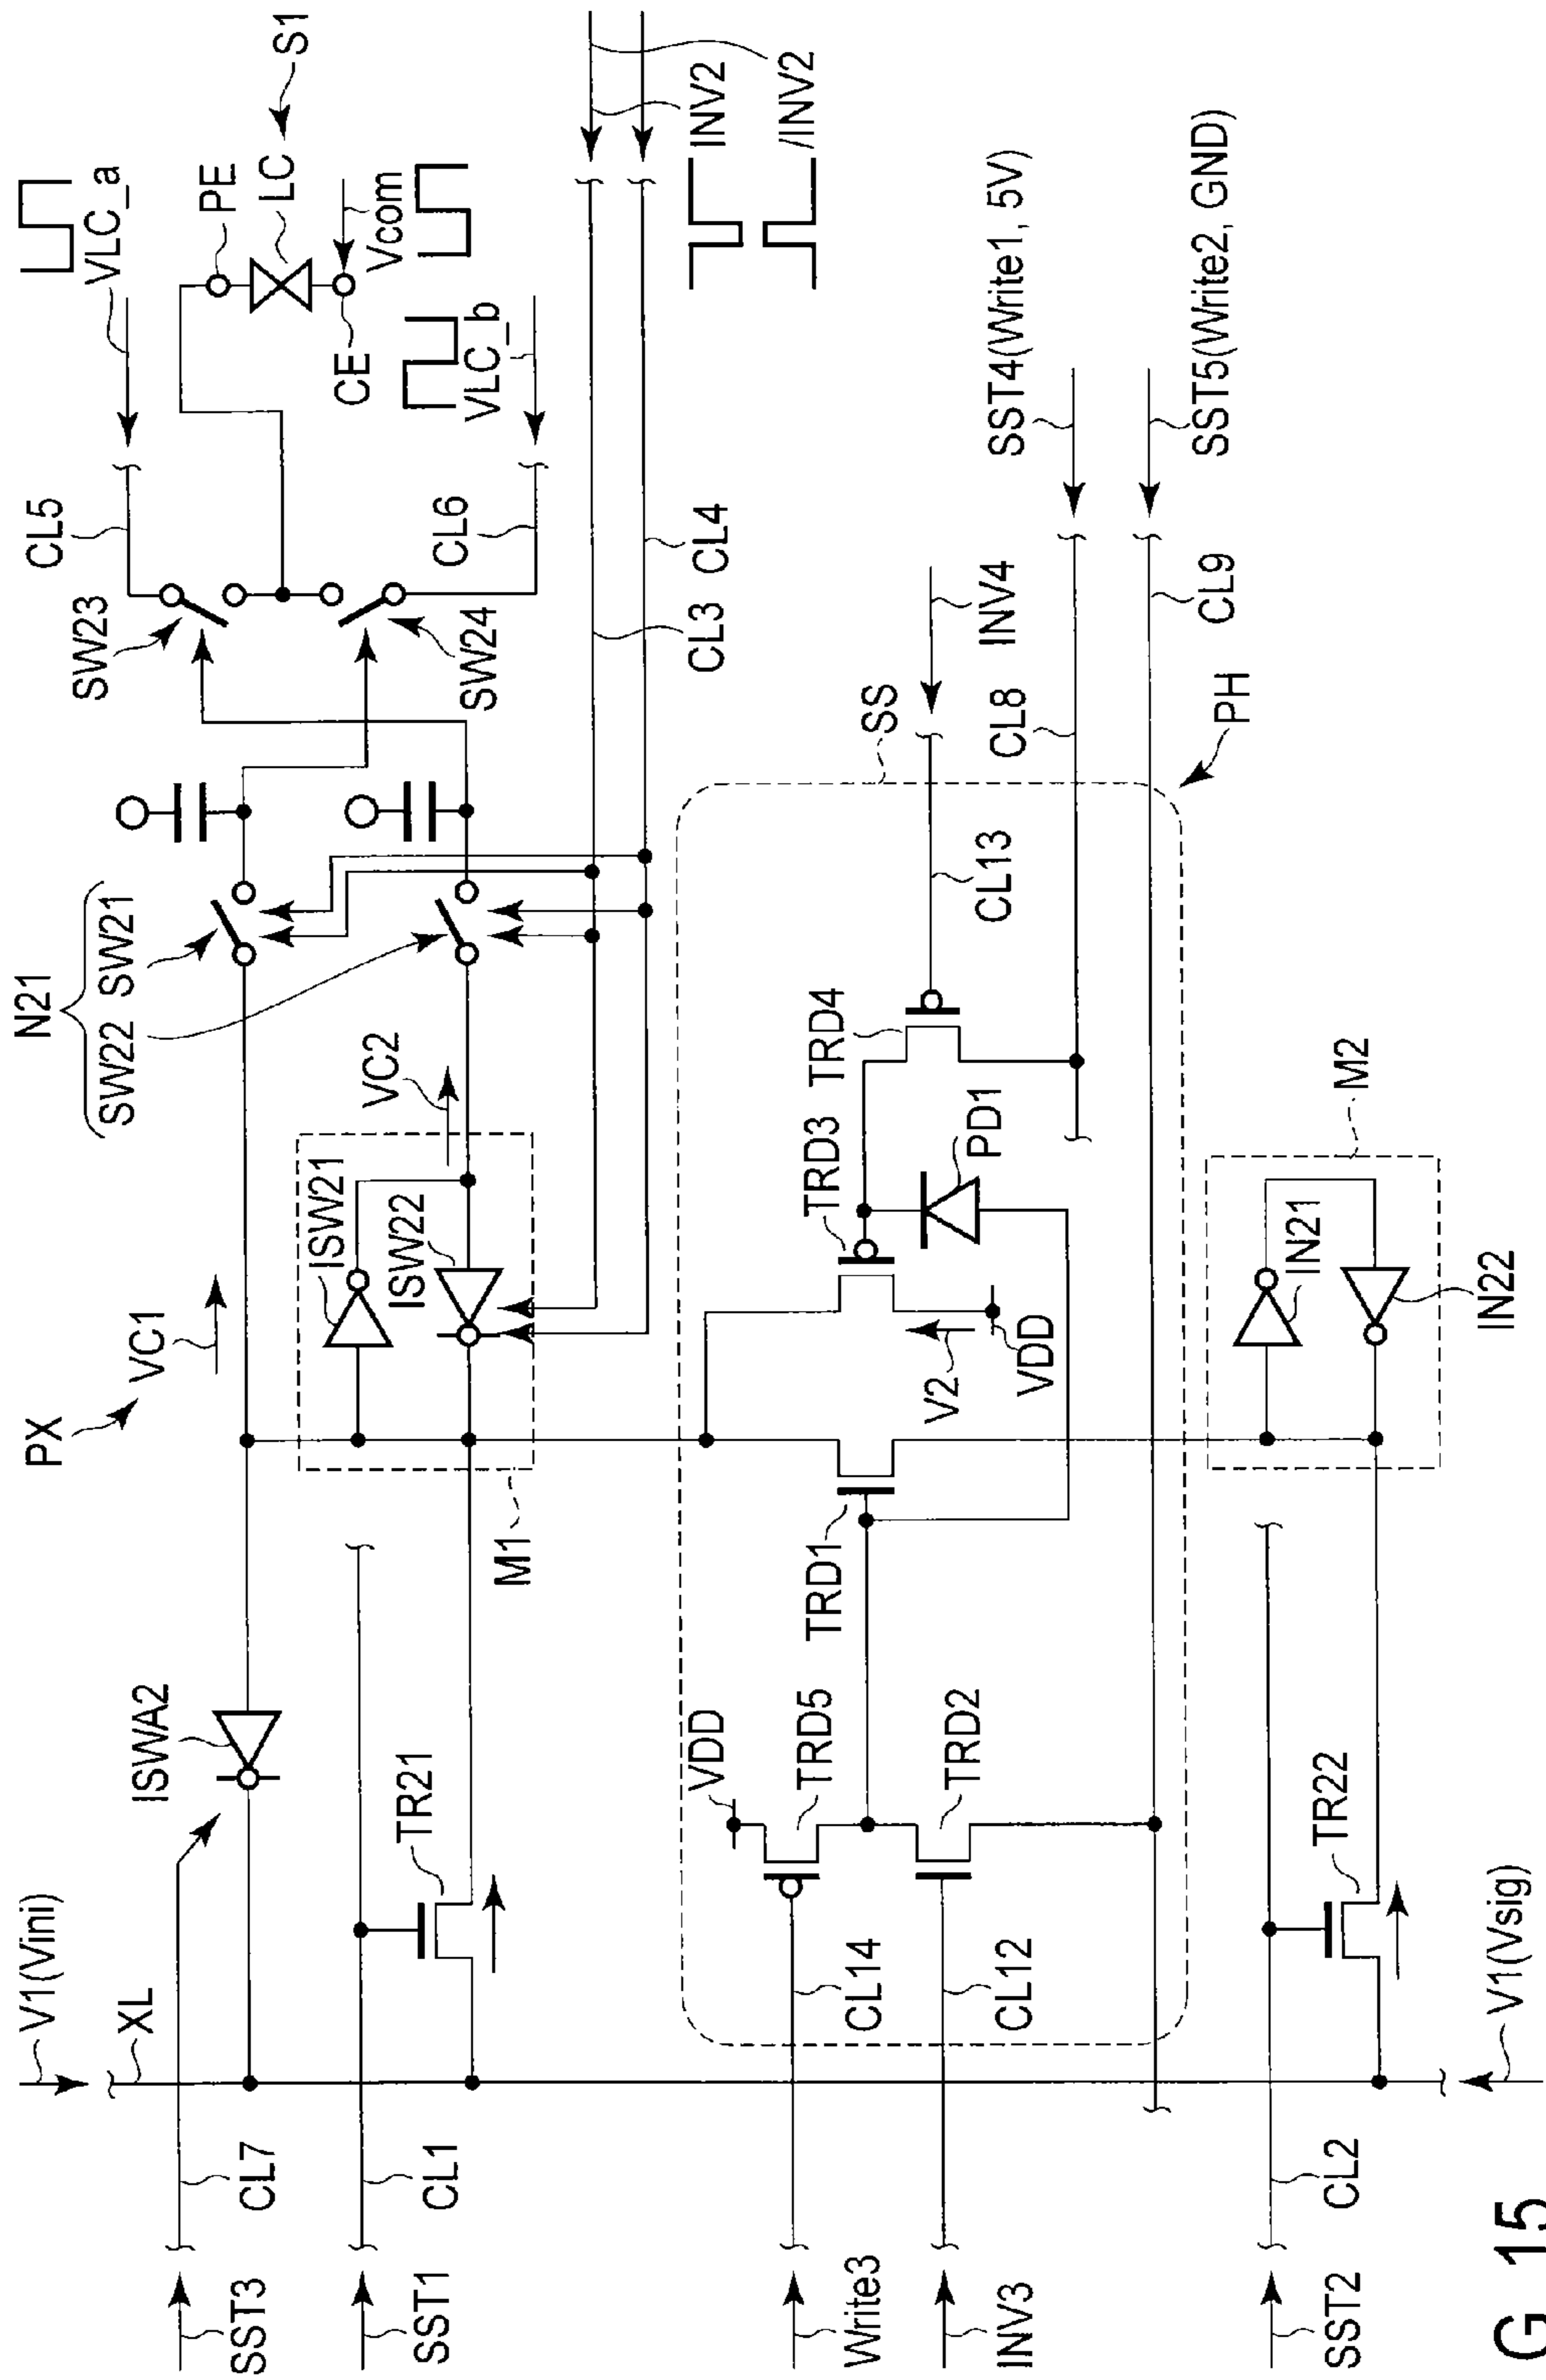 V1(Vini)
XL
SST3
CL7
ISWA2
PX
VC1
N21
SW22 SW21
SW23
CL5
VLC_a
PE
LC
S1
Vcom
CE
VLC_b
CL6
SW24
SST1
CL1
TR21
M1
ISW21
ISW22
VC2
CL3
CL4
INV2
/INV2
VDD
TRD5
CL14
Write3
TRD2
CL12
INV3
TRD1
TRD3
TRD4
PD1
V2
VDD
CL13
SS
INV4
CL8
SST4(Write1, 5V)
CL9
SST5(Write2, GND)
PH
SST2
CL2
TR22
M2
IN21
IN22
V1(Vsig)
G. 15